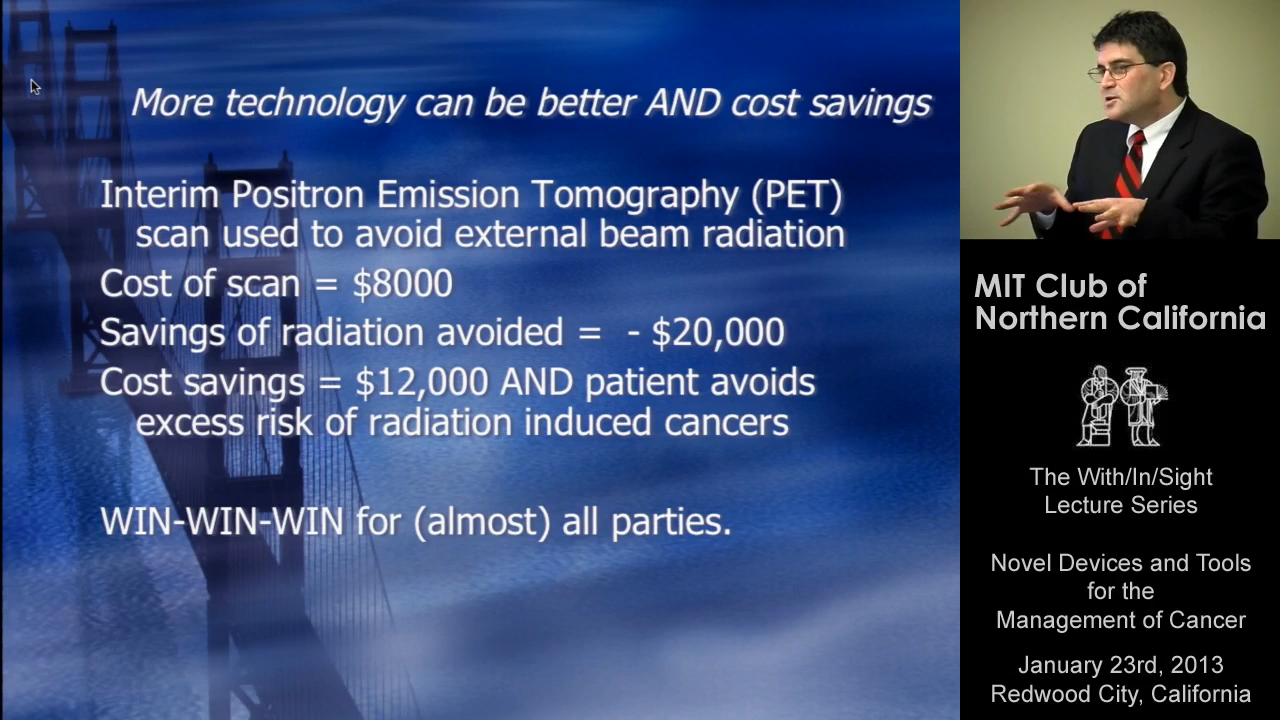 More technology can be better AND cost savings
Interim Positron Emission Tomography (PET)
scan used to avoid external beam radiation
Cost of scan = $8000
Savings of radiation avoided = - $20,000
Cost savings = $12,000 AND patient avoids
excess risk of radiation induced cancers
WIN-WIN-WIN for (almost) all parties.
MIT Club of
Northern California
The With/In/Sight
Lecture Series
Novel Devices and Tools
for the
Management of Cancer
January 23rd, 2013
Redwood City, California